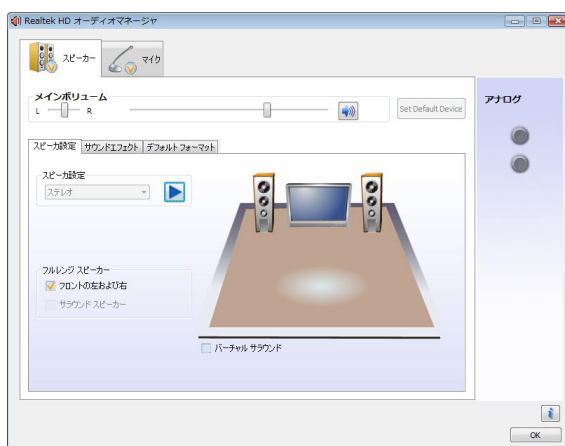 Realtek HD オーディオマネージャ
スピーカー
マイク
メインボリューム
L R
Set Default Device
アナログ
スピーカ設定 サウンドエフェクト デフォルト フォーマット
スピーカ設定
ステレオ
フルレンジ スピーカー
フロントの左および右
サラウンド スピーカー
バーチャル サラウンド
OK